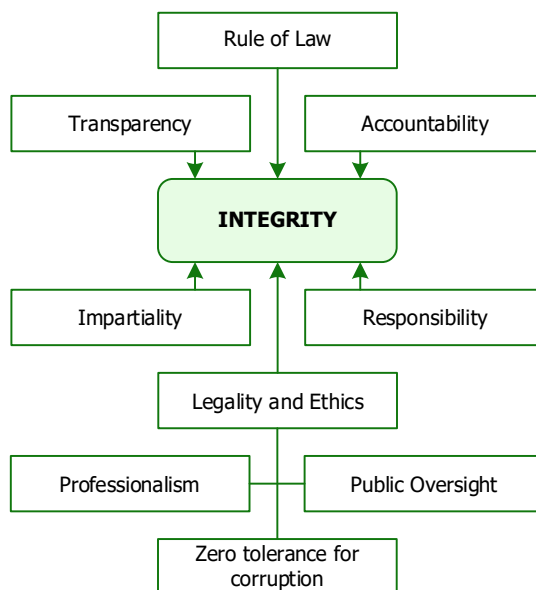 Rule of Law
Transparency
Accountability
INTEGRITY
Impartiality
Responsibility
Legality and Ethics
Professionalism
Public Oversight
Zero tolerance for
corruption